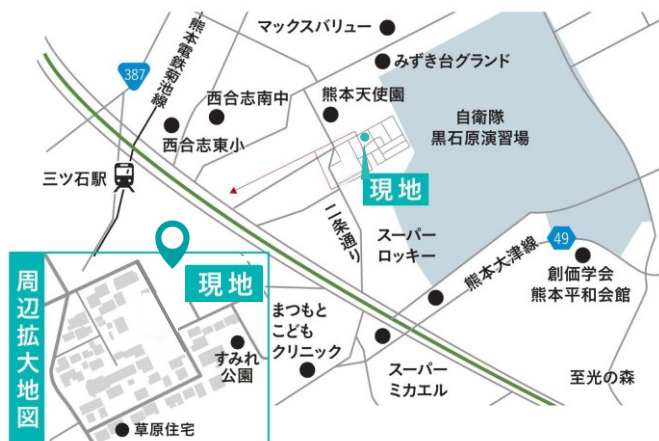 マックスバリュー
みずき台グランド
387
熊本電鉄菊池線
西合志南中
熊本天使園
西合志東小
自衛隊
黒石原演習場
三ツ石駅
現地
二条通り
スーパー
ロッキー
熊本大津線
49
創価学会
熊本平和会館
周辺拡大地図
現地
まつもと
こども
クリニック
すみれ
公園
スーパー
ミカエル
至光の森
草原住宅